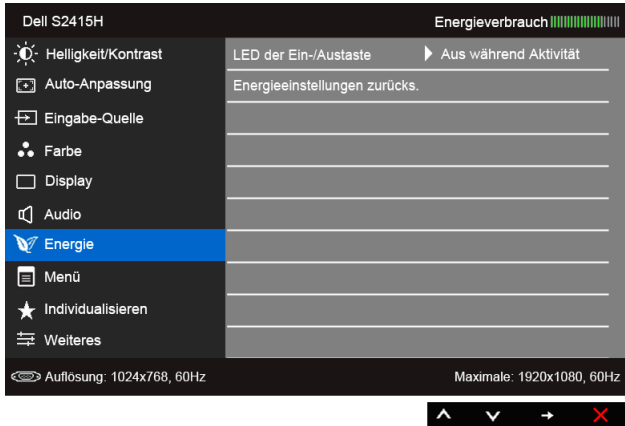 Dell S2415H Energieverbrauch
Helligkeit/Kontrast LED der Ein-/Austaste Aus während Aktivität
Auto-Anpassung Energieeinstellungen zurücks.
Eingabe-Quelle
Farbe
Display
Audio
Energie
Menü
Individualisieren
Weiteres
Auflösung: 1024x768, 60Hz Maximale: 1920x1080, 60Hz